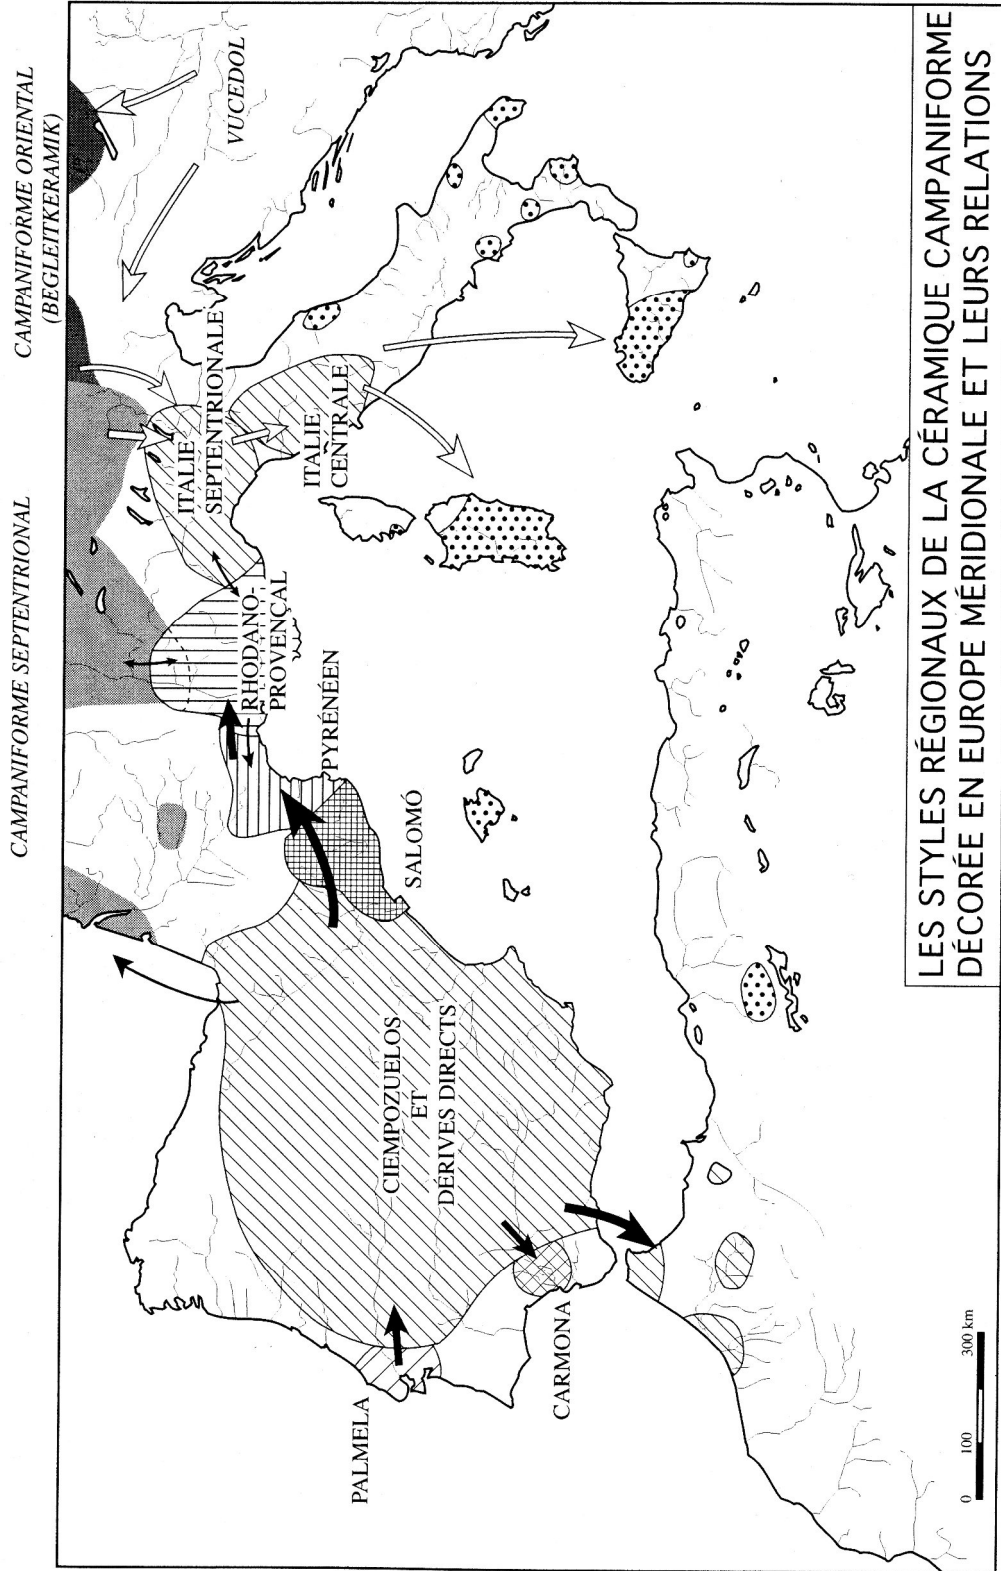 CAMPANIFORME SEPTENTRIONAL
CAMPANIFORME ORIENTAL
(BEGLEITKERAMIK)
VUCEDOL
ITALIE
SEPTENTRIONALE
ITALIE
CENTRALE
RHODANO-
PROVENÇAL
PYRÉNÉEN
SALOMÓ
CIEMPOZUELOS
ET
DÉRIVES DIRECTS
PALMELA
CARMONA
0 100 300 km
LES STYLES RÉGIONAUX DE LA CÉRAMIQUE CAMPANIFORME
DÉCORÉE EN EUROPE MÉRIDIONALE ET LEURS RELATIONS